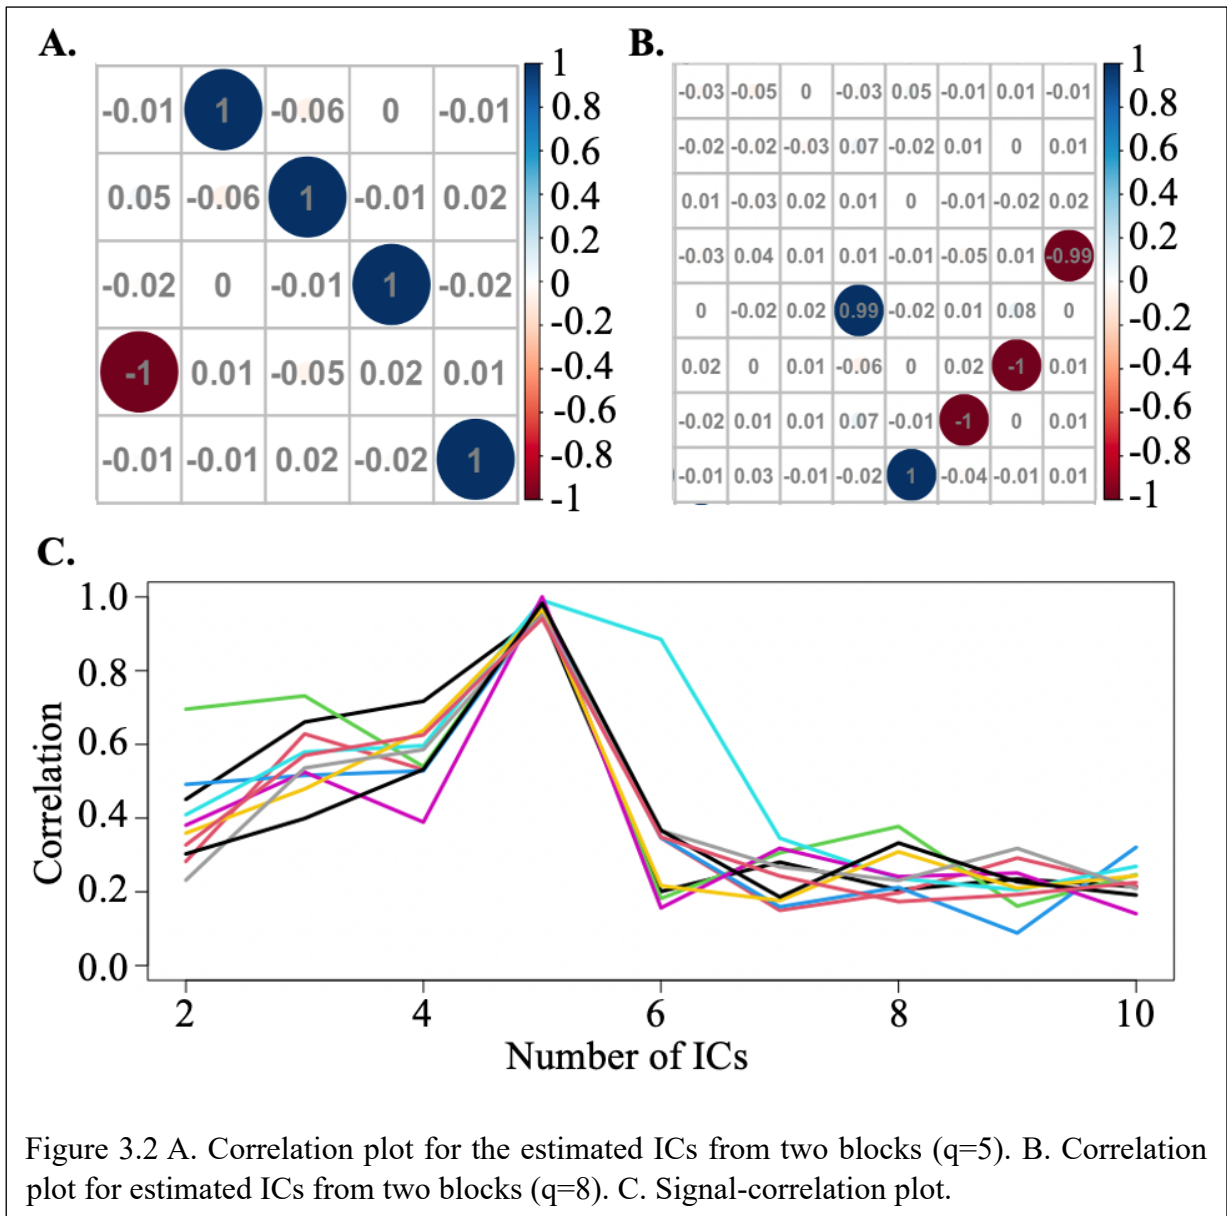 A.
-0.01 1 -0.06 0 -0.01
0.05 -0.06 1 -0.01 0.02
-0.02 0 -0.01 1 -0.02
-1 0.01 -0.05 0.02 0.01
-0.01 -0.01 0.02 -0.02 1
1
0.8
0.6
0.4
0.2
0
-0.2
-0.4
-0.6
-0.8
-1
B.
-0.03 -0.05 0 -0.03 0.05 -0.01 0.01 -0.01
-0.02 -0.02 -0.03 0.07 -0.02 0.01 0 0.01
0.01 -0.03 0.02 0.01 0 -0.01 -0.02 0.02
-0.03 0.04 0.01 0.01 -0.01 -0.05 0.01 -0.99
0 -0.02 0.02 0.99 -0.02 0.01 0.08 0
0.02 0 0.01 -0.06 0 0.02 -1 0.01
-0.02 0.01 0.01 0.07 -0.01 -1 0 0.01
-0.01 0.03 -0.01 -0.02 1 -0.04 -0.01 0.01
1
0.8
0.6
0.4
0.2
0
-0.2
-0.4
-0.6
-0.8
-1
C.
Correlation
1.0
0.8
0.6
0.4
0.2
0.0
2 4 6 8 10
Number of ICs
Figure 3.2 A. Correlation plot for the estimated ICs from two blocks (q=5). B. Correlation
plot for estimated ICs from two blocks (q=8). C. Signal-correlation plot.